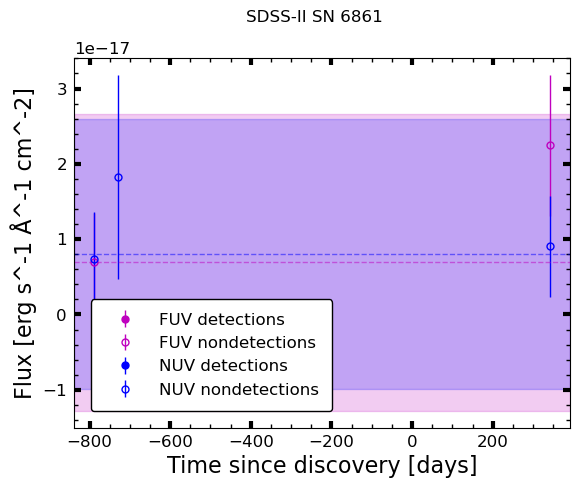 SDSS-II SN 6861
1e−17
3
2
1
0
−1
Flux [erg s^-1 Å^-1 cm^-2]
FUV detections
FUV nondetections
NUV detections
NUV nondetections
−800 −600 −400 −200 0 200
Time since discovery [days]